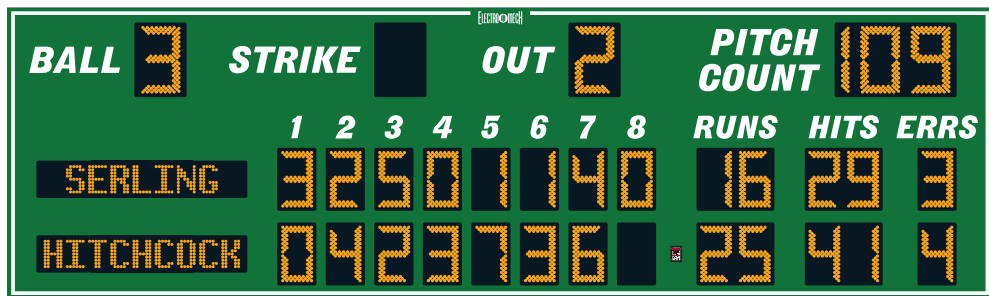 ELECTRO-MECH
BALL 3 STRIKE OUT 2 PITCH COUNT 109
1 2 3 4 5 6 7 8 RUNS HITS ERRS
SERLING 3 2 5 0 1 1 4 0 16 29 3
HITCHCOCK 0 4 2 3 7 3 6 25 41 4